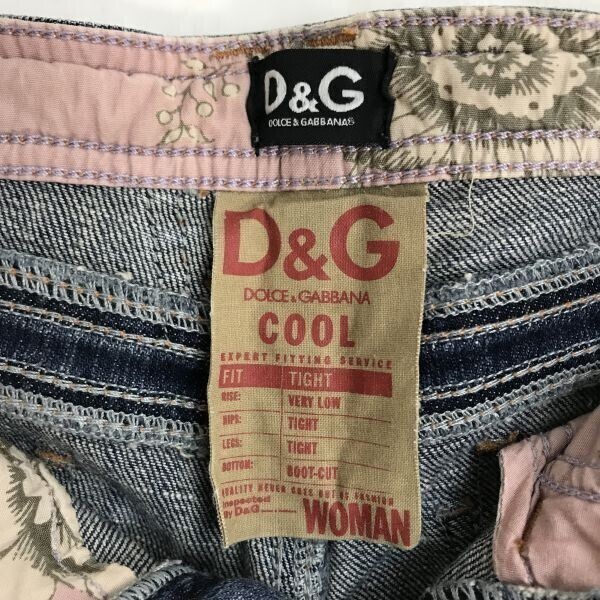 D&G
DOLCE & GABBANAS
D&G
DOLCE & GABBANA
COOL
EXPERT FITTING SERVICE
FIT TIGHT
RISE: VERY LOW
HIPS: TIGHT
LEGS: TIGHT
BOTTOM: BOOT-CUT
QUALITY NEVER GOES OUT OF FASHION
Inspected
By D&G
WOMAN